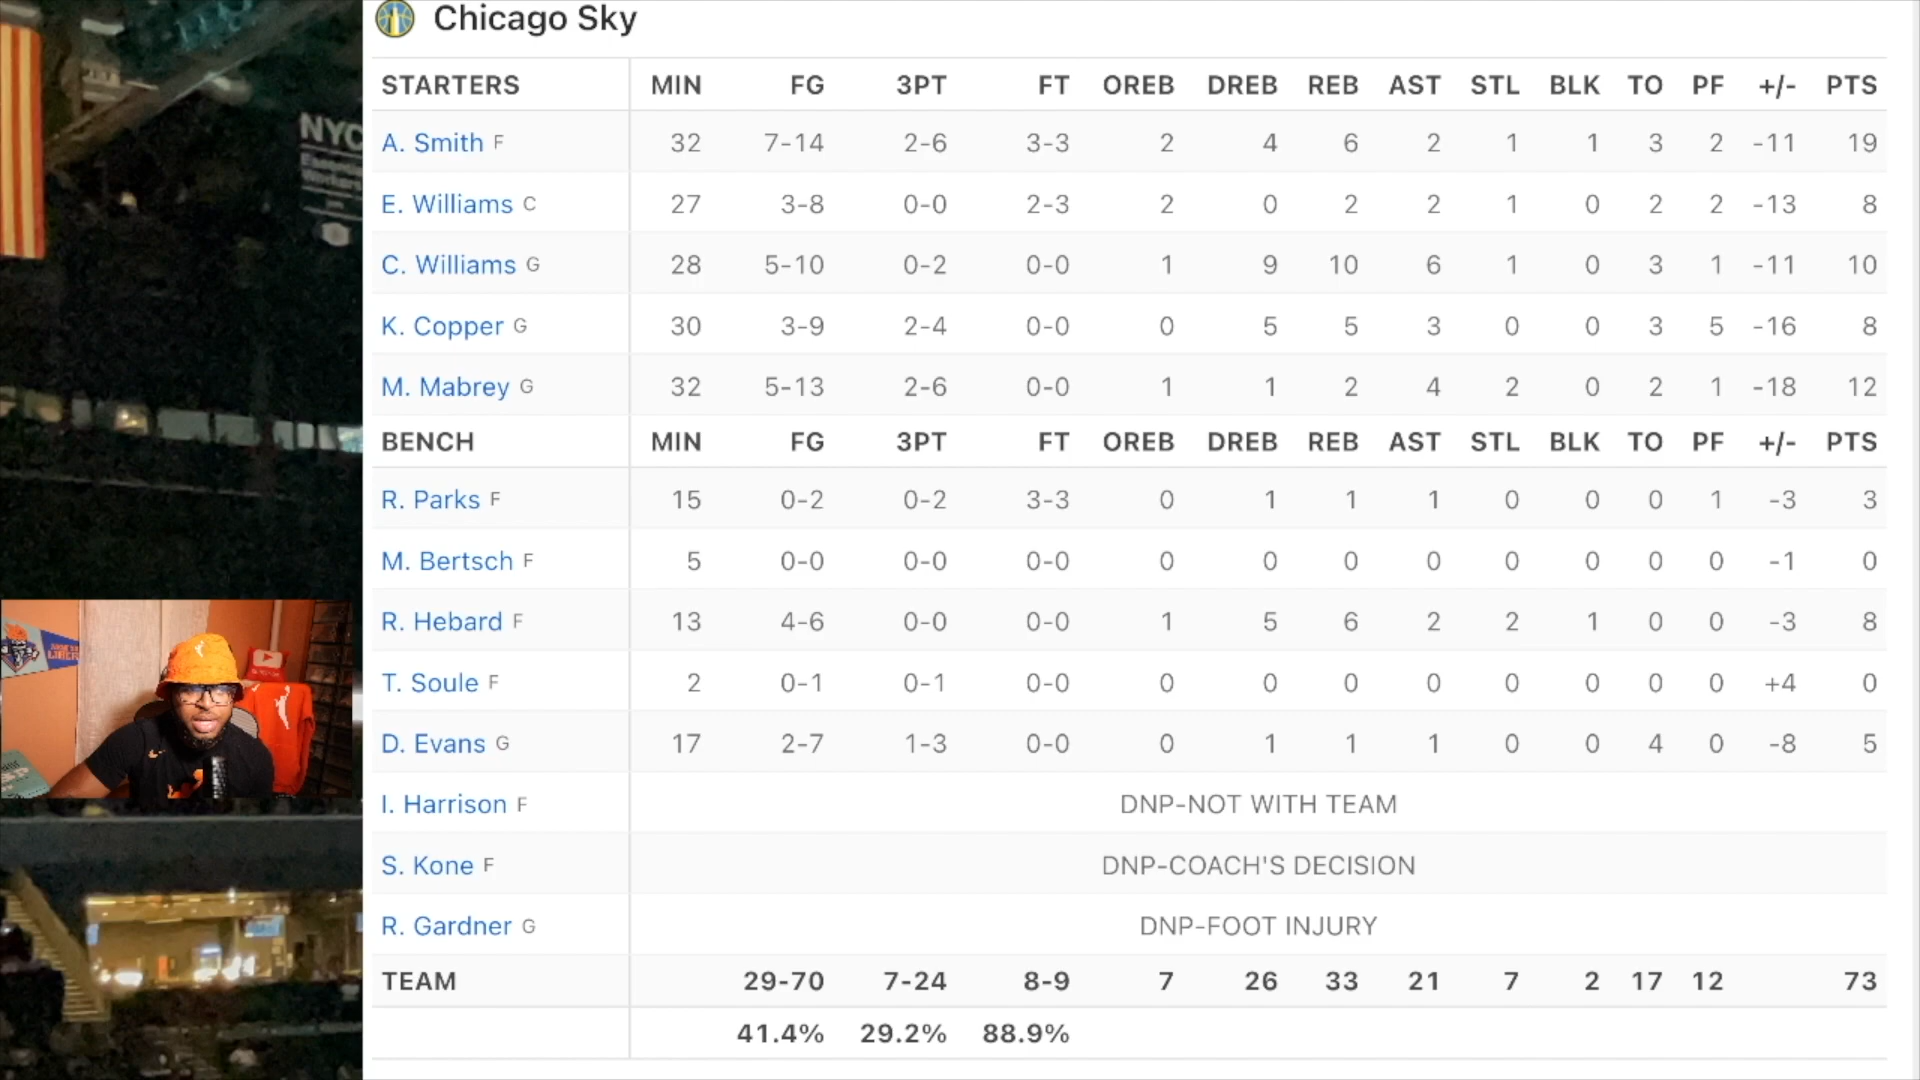 Chicago Sky
STARTERS MIN FG 3PT FT OREB DREB REB AST STL BLK TO PF +/- PTS
A. Smith F 32 7-14 2-6 3-3 2 4 6 2 1 1 3 2 -11 19
E. Williams C 27 3-8 0-0 2-3 2 0 2 2 1 0 2 2 -13 8
C. Williams G 28 5-10 0-2 0-0 1 9 10 6 1 0 3 1 -11 10
K. Copper G 30 3-9 2-4 0-0 0 5 5 3 0 0 3 5 -16 8
M. Mabrey G 32 5-13 2-6 0-0 1 1 2 4 2 0 2 1 -18 12
BENCH MIN FG 3PT FT OREB DREB REB AST STL BLK TO PF +/- PTS
R. Parks F 15 0-2 0-2 3-3 0 1 1 1 0 0 0 1 -3 3
M. Bertsch F 5 0-0 0-0 0-0 0 0 0 0 0 0 0 0 -1 0
R. Hebard F 13 4-6 0-0 0-0 1 5 6 2 2 1 0 0 -3 8
T. Soule F 2 0-1 0-1 0-0 0 0 0 0 0 0 0 0 +4 0
D. Evans G 17 2-7 1-3 0-0 0 1 1 1 0 0 4 0 -8 5
I. Harrison F DNP-NOT WITH TEAM
S. Kone F DNP-COACH'S DECISION
R. Gardner G DNP-FOOT INJURY
TEAM 29-70 7-24 8-9 7 26 33 21 7 2 17 12 73
41.4% 29.2% 88.9%
NYC